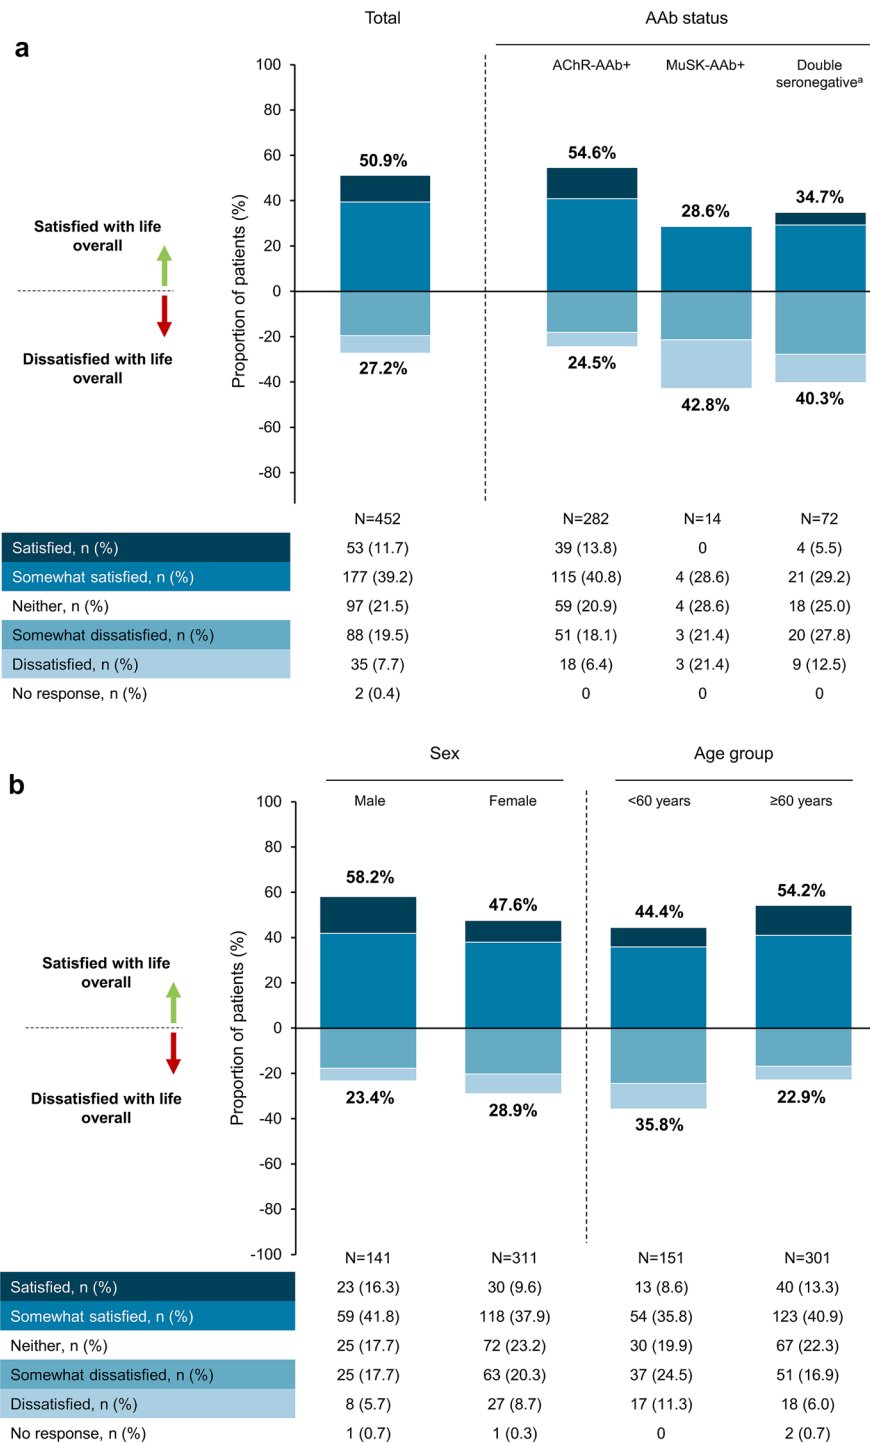 Total
AAb status
a
AChR-AAb+
MuSK-AAb+
Double
seronegativeᵃ
100
80
60
40
20
0
-20
-40
-60
-80
Proportion of patients (%)
Satisfied with life
overall
Dissatisfied with life
overall
50.9%
54.6%
28.6%
34.7%
27.2%
24.5%
42.8%
40.3%
N=452 N=282 N=14 N=72
Satisfied, n (%) 53 (11.7) 39 (13.8) 0 4 (5.5)
Somewhat satisfied, n (%) 177 (39.2) 115 (40.8) 4 (28.6) 21 (29.2)
Neither, n (%) 97 (21.5) 59 (20.9) 4 (28.6) 18 (25.0)
Somewhat dissatisfied, n (%) 88 (19.5) 51 (18.1) 3 (21.4) 20 (27.8)
Dissatisfied, n (%) 35 (7.7) 18 (6.4) 3 (21.4) 9 (12.5)
No response, n (%) 2 (0.4) 0 0 0
Sex
Age group
b
Male
Female
<60 years
≥60 years
100
80
60
40
20
0
-20
-40
-60
-80
-100
Proportion of patients (%)
Satisfied with life
overall
Dissatisfied with life
overall
58.2%
47.6%
44.4%
54.2%
23.4%
28.9%
35.8%
22.9%
N=141 N=311 N=151 N=301
Satisfied, n (%) 23 (16.3) 30 (9.6) 13 (8.6) 40 (13.3)
Somewhat satisfied, n (%) 59 (41.8) 118 (37.9) 54 (35.8) 123 (40.9)
Neither, n (%) 25 (17.7) 72 (23.2) 30 (19.9) 67 (22.3)
Somewhat dissatisfied, n (%) 25 (17.7) 63 (20.3) 37 (24.5) 51 (16.9)
Dissatisfied, n (%) 8 (5.7) 27 (8.7) 17 (11.3) 18 (6.0)
No response, n (%) 1 (0.7) 1 (0.3) 0 2 (0.7)